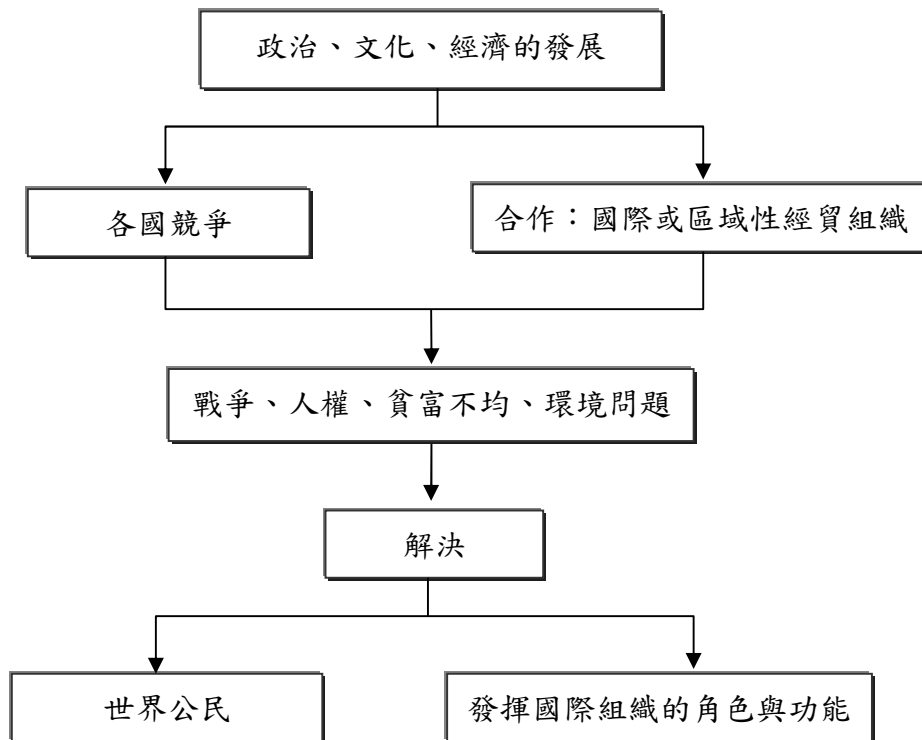 政治、文化、經濟的發展
各國競爭
合作：國際或區域性經貿組織
戰爭、人權、貧富不均、環境問題
解決
世界公民
發揮國際組織的角色與功能